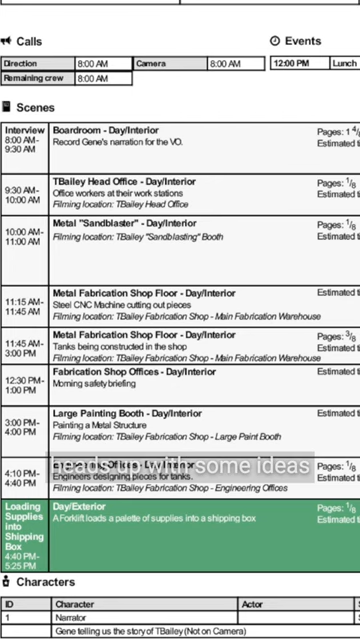 Calls
Events
Direction 8:00 AM Camera 8:00 AM 12:00 PM Lunch
Remaining crew 8:00 AM
Scenes
Interview Boardroom - Day/Interior Pages: 1 4/
8:00 AM- Record Gene's narration for the VO. Estimated t
9:30 AM
9:30 AM- TBailey Head Office - Day/Interior Pages: 1/8
10:00 AM Office workers at their work stations Estimated ti
Filming location: TBailey Head Office
10:00 AM- Metal "Sandblaster" - Day/Interior Pages: 1/8
11:00 AM Filming location: TBailey "Sandblasting" Booth Estimated ti
11:15 AM- Metal Fabrication Shop Floor - Day/Interior Estimated t
11:45 AM Steel CNC Machine cutting out pieces
Filming location: TBailey Fabrication Shop - Main Fabrication Warehouse
11:45 AM- Metal Fabrication Shop Floor - Day/Interior Pages: 3/8
3:00 PM Tanks being constructed in the shop Estimated t
Filming location: TBailey Fabrication Shop - Main Fabrication Warehouse
12:30 PM- Fabrication Shop Offices - Day/Interior Estimated t
1:00 PM Morning safety briefing
3:00 PM- Large Painting Booth - Day/Interior Estimated t
4:00 PM Painting a Metal Structure
Filming location: TBailey Fabrication Shop - Large Paint Booth
heads up with some ideas
4:10 PM- Engineering Offices - Day/Interior Pages: 1/8
4:40 PM Engineers designing pieces for tanks. Estimated t
Filming location: TBailey Fabrication Shop - Engineering Offices
Loading Day/Exterior Pages: 1/8
Supplies A Forklift loads a palette of supplies into a shipping box Estimated ti
into
Shipping
Box
4:40 PM-
5:25 PM
Characters
ID Character Actor S
1 Narrator
Gene telling us the story of TBailey (Not on Camera)